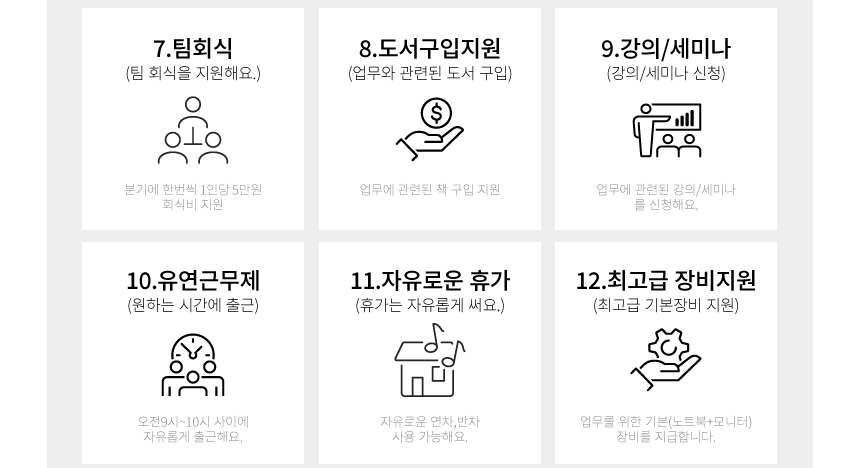 7.팀회식
(팀 회식을 지원해요.)
분기에 한번씩 1인당 5만원
회식비 지원
8.도서구입지원
(업무와 관련된 도서 구입)
$
업무에 관련된 책 구입 지원
9.강의/세미나
(강의/세미나 신청)
업무에 관련된 강의/세미나
를 신청해요.
10.유연근무제
(원하는 시간에 출근)
오전9시~10시 사이에
자유롭게 출근해요.
11.자유로운 휴가
(휴가는 자유롭게 써요.)
자유로운 연차,반차
사용 가능해요.
12.최고급 장비지원
(최고급 기본장비 지원)
업무를 위한 기본(노트북+모니터)
장비를 지급합니다.